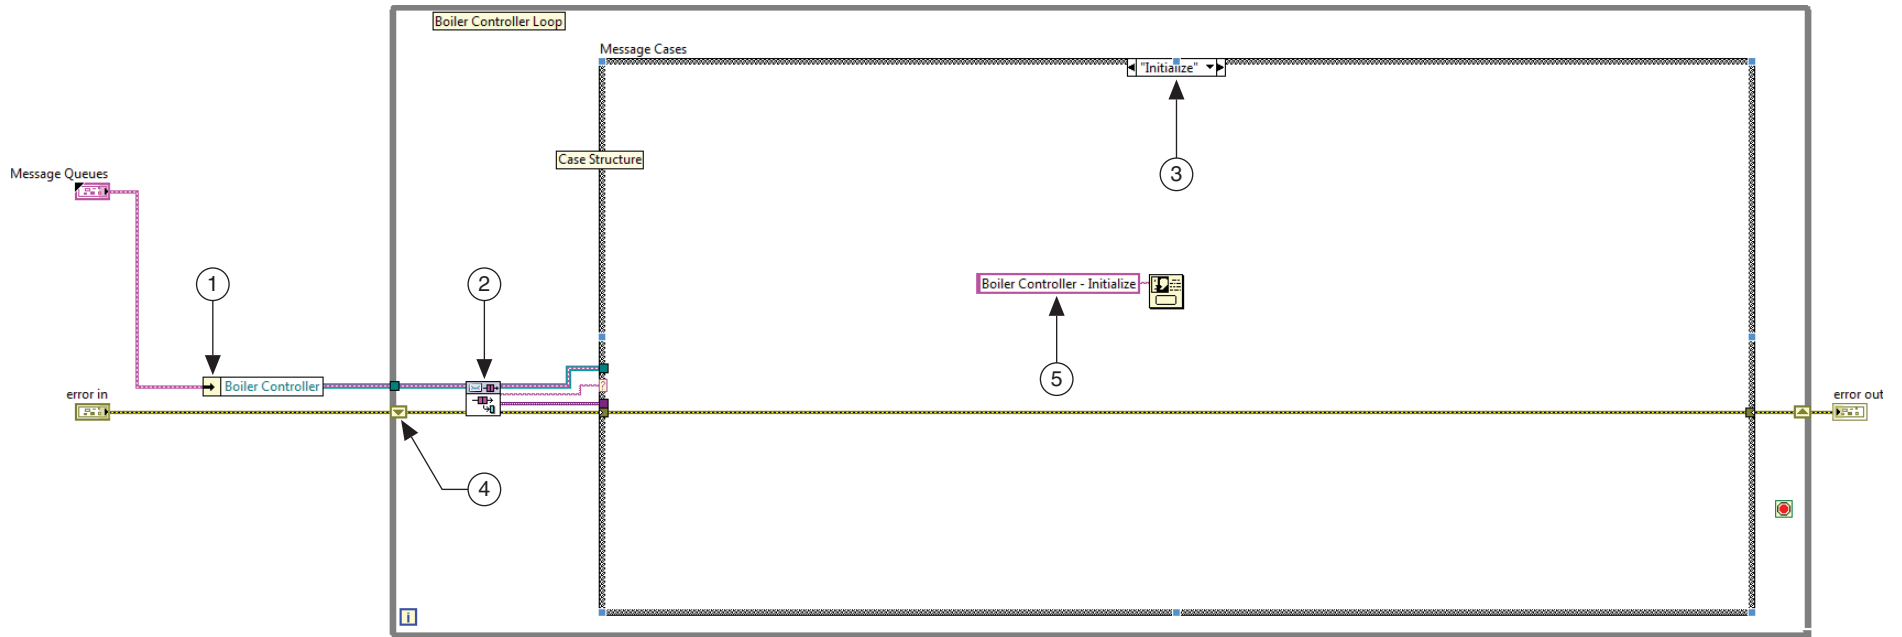 Boiler Controller Loop
Message Cases
"Initialize"
Case Structure
3
Message Queues
1
2
Boiler Controller - Initialize
Boiler Controller
?
5
error in
error out
4
i